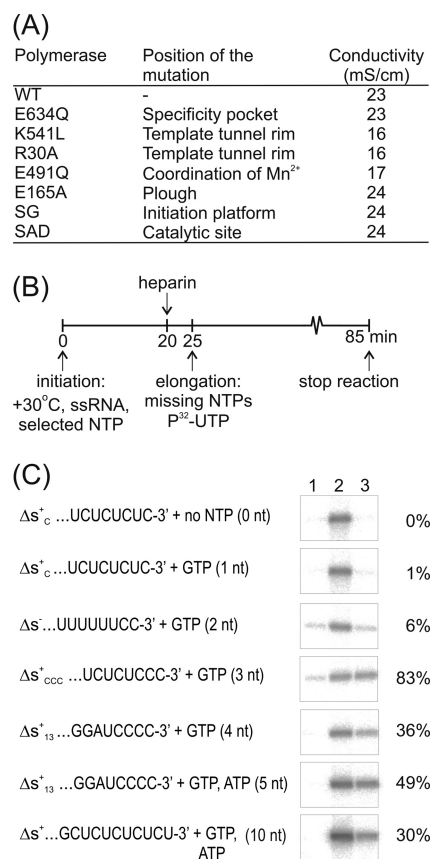 (A)
Polymerase Position of the mutation Conductivity (mS/cm)
WT - 23
E634Q Specificity pocket 23
K541L Template tunnel rim 16
R30A Template tunnel rim 16
E491Q Coordination of Mn²⁺ 17
E165A Plough 24
SG Initiation platform 24
SAD Catalytic site 24
(B)
heparin
0 20 25 85 min
initiation: elongation: stop reaction
+30°C, ssRNA, missing NTPs
selected NTP P³²-UTP
(C)
1 2 3
Δs⁺C ...UCUCUCUC-3' + no NTP (0 nt) 0%
Δs⁺C ...UCUCUCUC-3' + GTP (1 nt) 1%
Δs⁻...UUUUUUCC-3' + GTP (2 nt) 6%
Δs⁺CCC ...UCUCUCCC-3' + GTP (3 nt) 83%
Δs⁺₁₃ ...GGAUCCCC-3' + GTP (4 nt) 36%
Δs⁺₁₃ ...GGAUCCCC-3' + GTP, ATP (5 nt) 49%
Δs⁺...GCUCUCUCUCU-3' + GTP, (10 nt) 30%
ATP